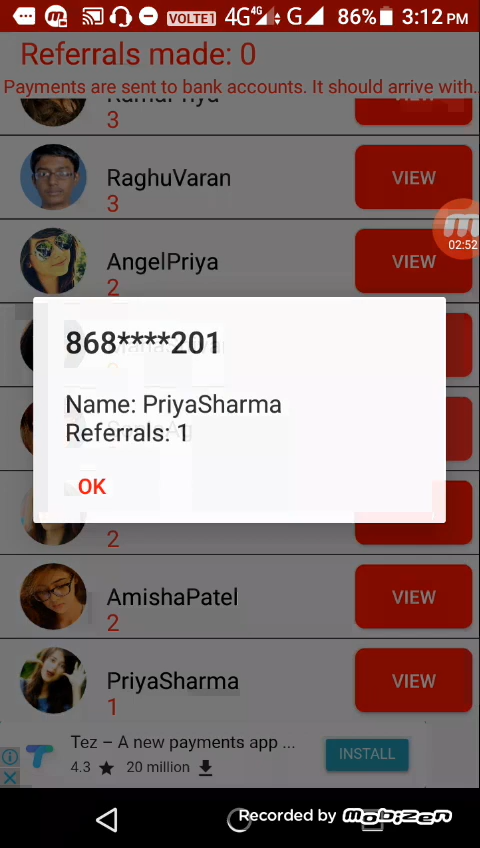 VOLTE1 4G 4G G 86% 3:12 PM
Referrals made: 0
Payments are sent to bank accounts. It should arrive with..
3
RaghuVaran
VIEW
3
02:52
AngelPriya
VIEW
2
868****201
Name: PriyaSharma
Referrals: 1
OK
2
AmishaPatel
VIEW
2
PriyaSharma
VIEW
1
Tez – A new payments app ...
INSTALL
4.3 ★ 20 million
Recorded by Mobizen